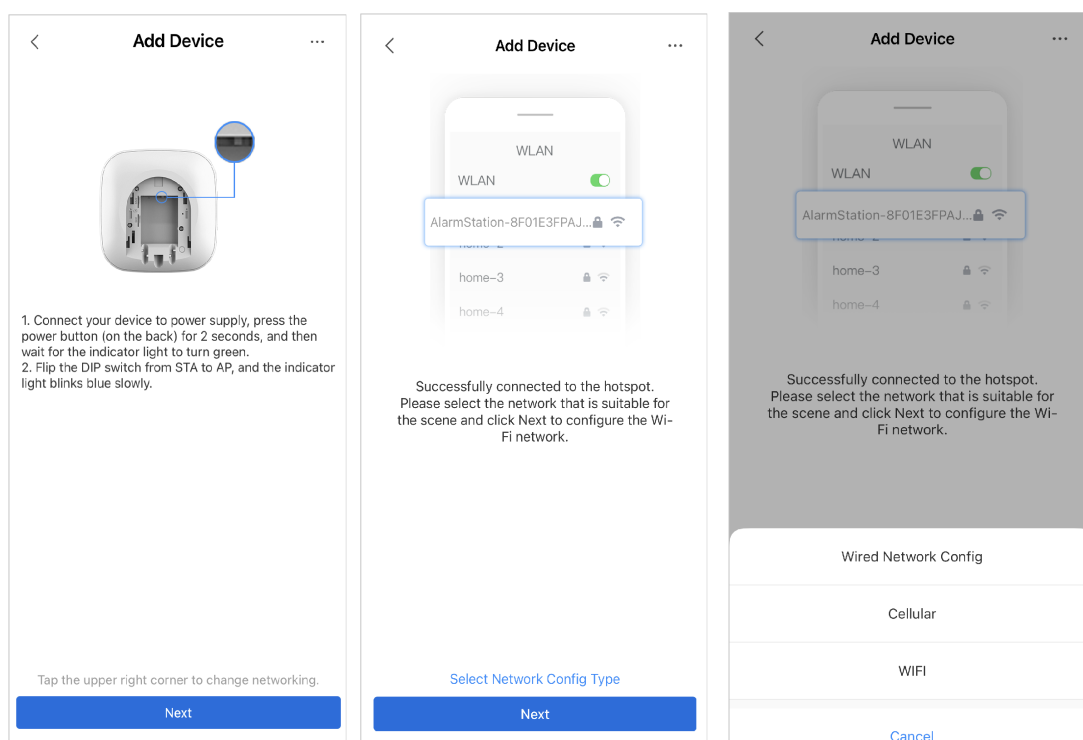 Add Device
...
1. Connect your device to power supply, press the
power button (on the back) for 2 seconds, and then
wait for the indicator light to turn green.
2. Flip the DIP switch from STA to AP, and the indicator
light blinks blue slowly.
Tap the upper right corner to change networking.
Next
Add Device
...
WLAN
WLAN
AlarmStation-8F01E3FPAJ...
home-2
home-3
home-4
Successfully connected to the hotspot.
Please select the network that is suitable for
the scene and click Next to configure the Wi-
Fi network.
Select Network Config Type
Next
Add Device
...
WLAN
WLAN
AlarmStation-8F01E3FPAJ...
home-2
home-3
home-4
Successfully connected to the hotspot.
Please select the network that is suitable for
the scene and click Next to configure the Wi-
Fi network.
Wired Network Config
Cellular
WIFI
Cancel